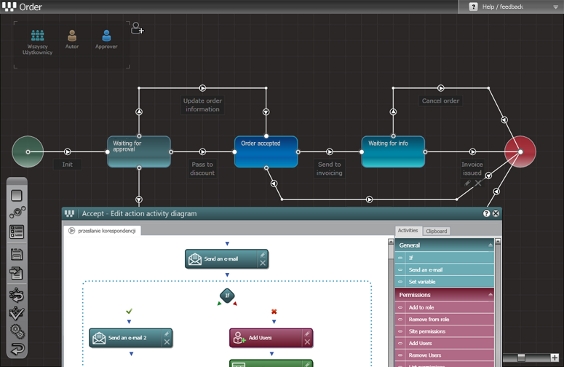 Order
Help / feedback
Wszyscy
Użytkownicy
Autor
Approver
Update order
information
Cancel order
Waiting for
approval
Order accepted
Waiting for info
Init
Pass to
discount
Send to
invoicing
Invoice
issued
Accept - Edit action activity diagram
przesłanie korespondencji
Activities
Clipboard
Send an e-mail
General
IF
Send an e-mail
Set variable
IF
Permissions
Add to role
Remove from role
Site permissions
Add Users
Remove Users
Send an e-mail 2
Add Users